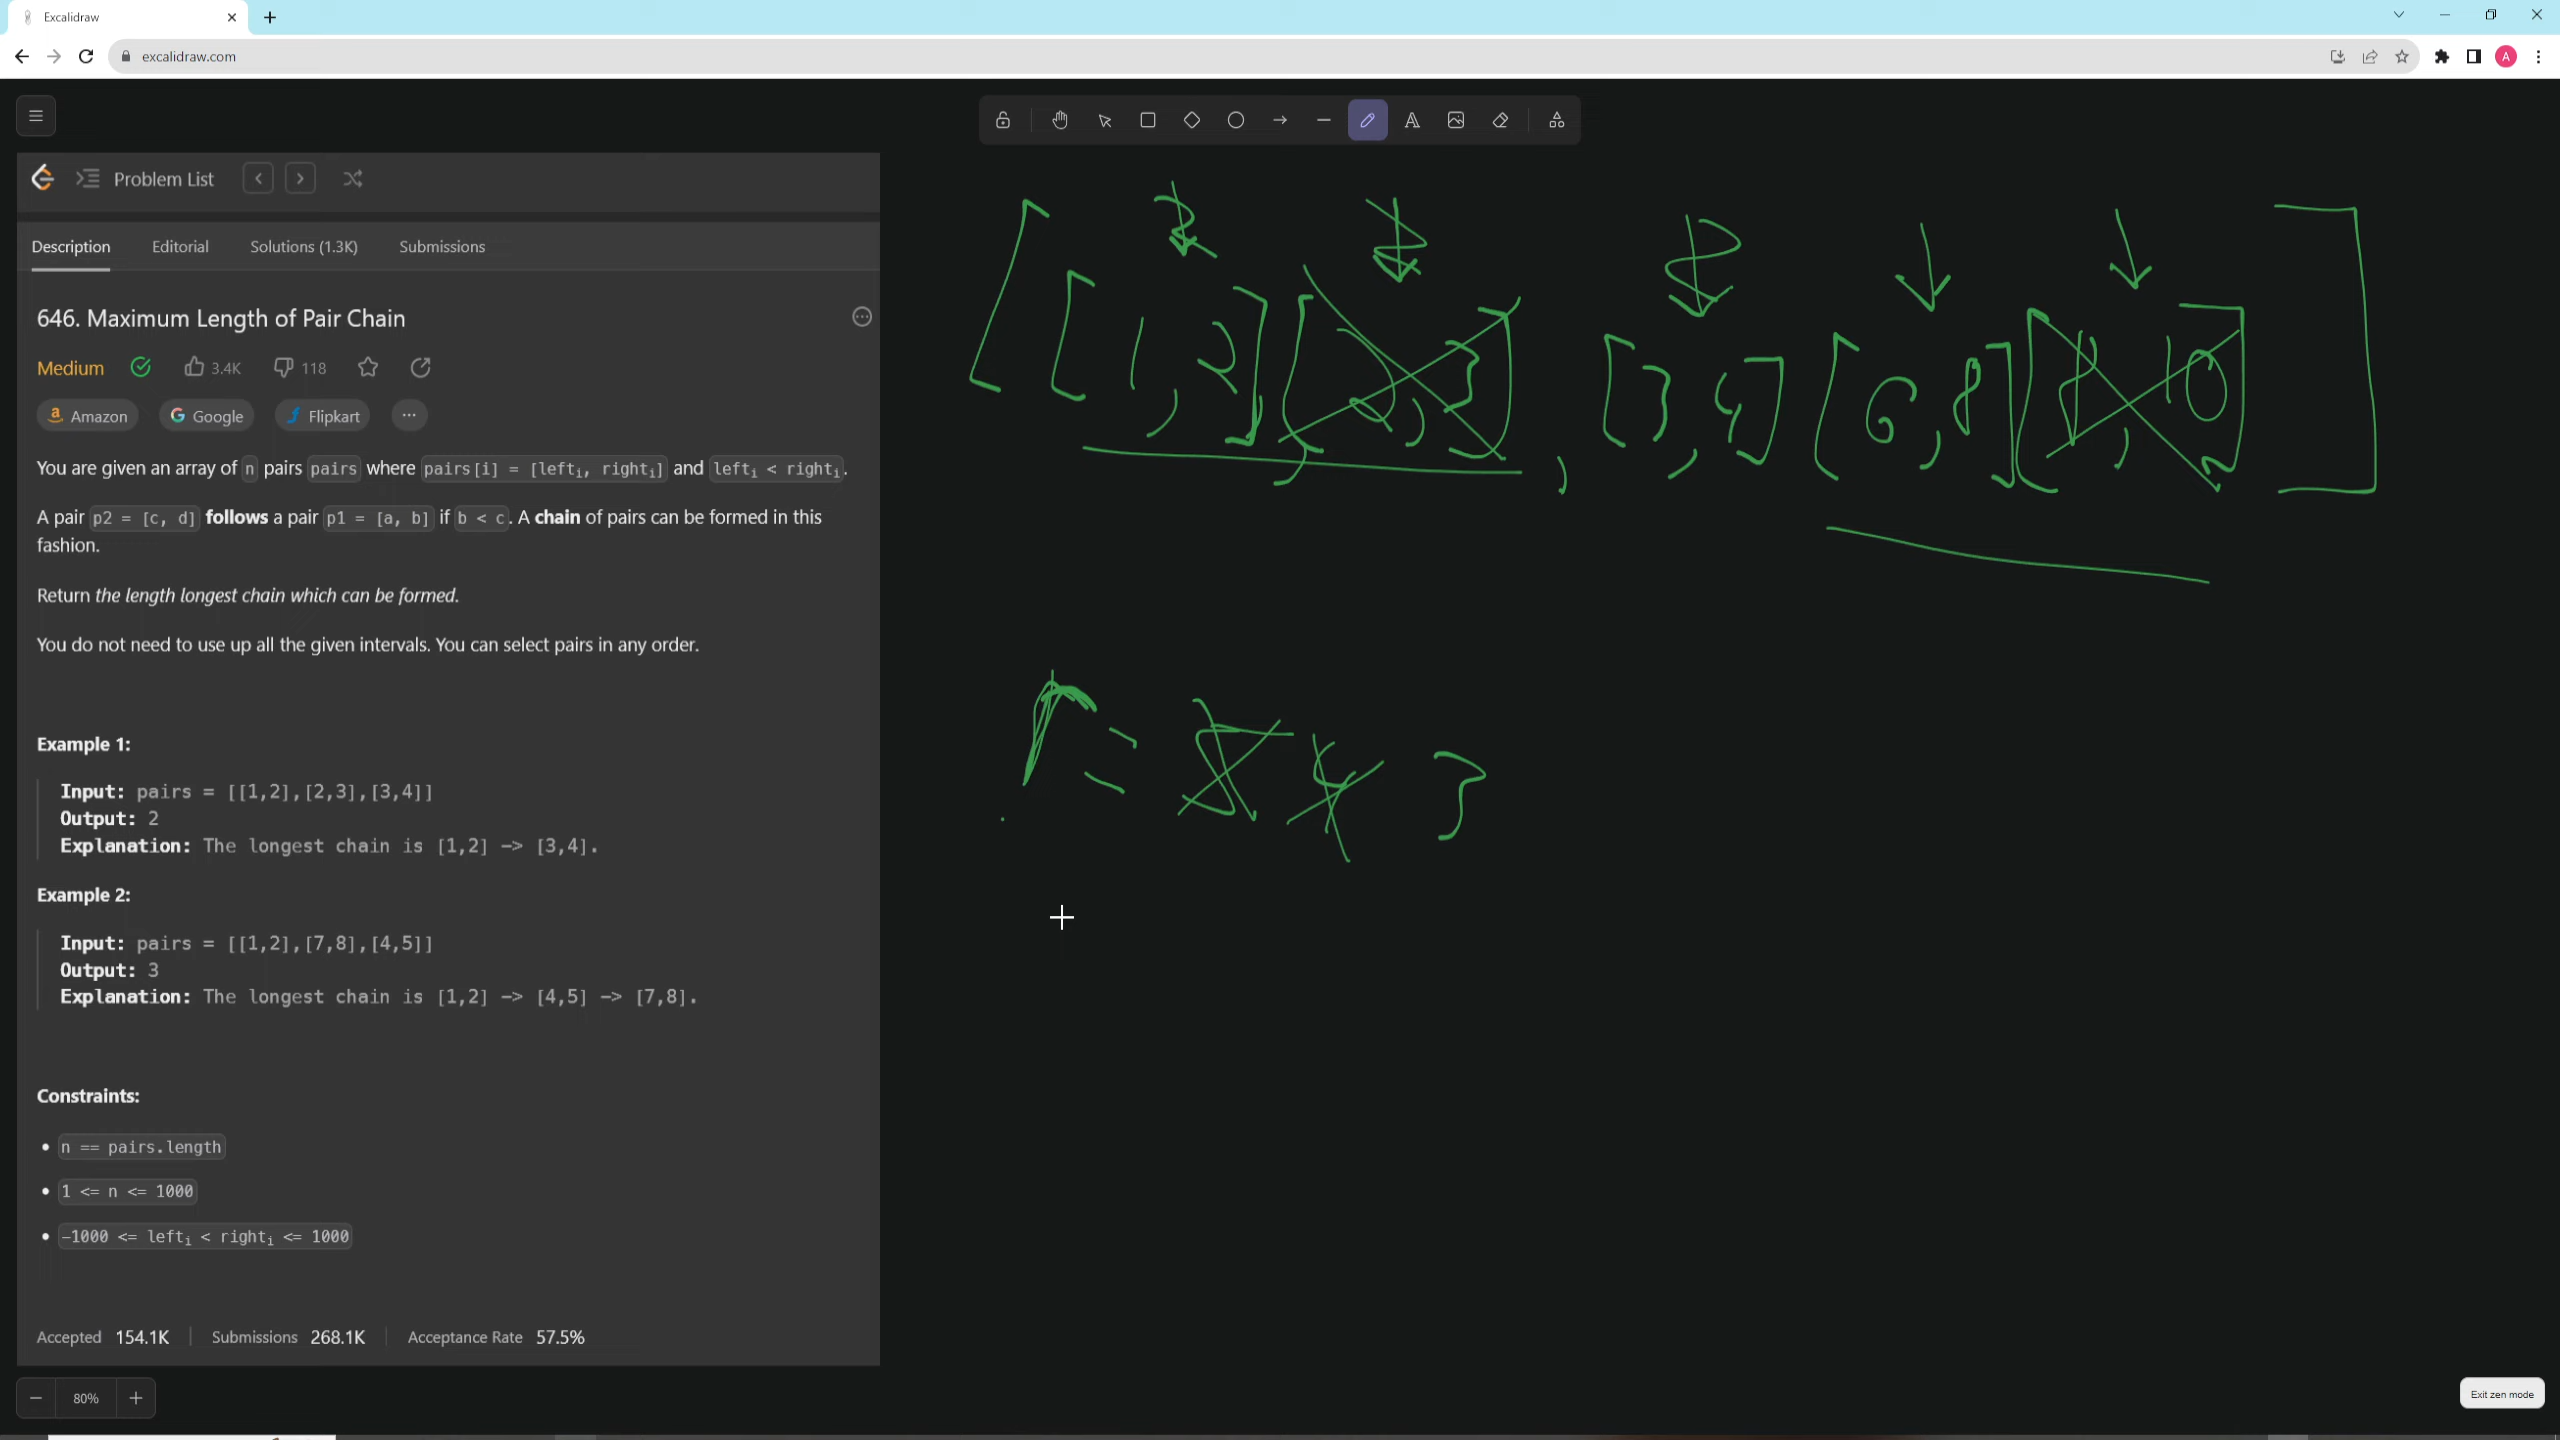 Excalidraw
excalidraw.com
Problem List
Description Editorial Solutions (1.3K) Submissions
646. Maximum Length of Pair Chain
Medium 3.4K 118
Amazon Google Flipkart
You are given an array of n pairs pairs where pairs[i] = [lefti, righti] and lefti < righti.
A pair p2 = [c, d] follows a pair p1 = [a, b] if b < c. A chain of pairs can be formed in this
fashion.
Return the length longest chain which can be formed.
You do not need to use up all the given intervals. You can select pairs in any order.
Example 1:
Input: pairs = [[1,2],[2,3],[3,4]]
Output: 2
Explanation: The longest chain is [1,2] -> [3,4].
Example 2:
Input: pairs = [[1,2],[7,8],[4,5]]
Output: 3
Explanation: The longest chain is [1,2] -> [4,5] -> [7,8].
Constraints:
n == pairs.length
1 <= n <= 1000
-1000 <= lefti < righti <= 1000
Accepted 154.1K Submissions 268.1K Acceptance Rate 57.5%
80%
A
[[1,2],[2,3],[3,4][6,8][8,10]]
r = 5 4 3
Exit zen mode